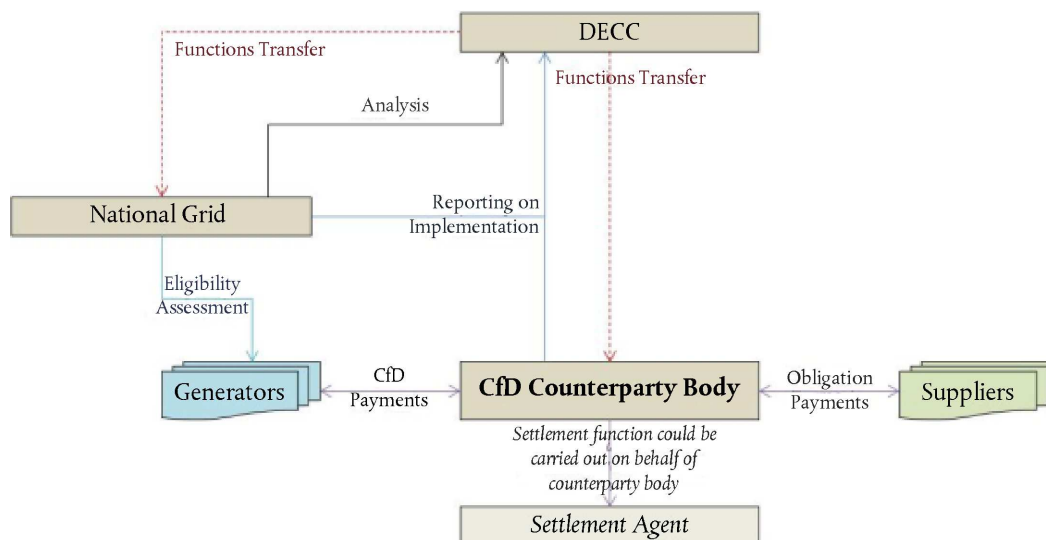 DECC
Functions Transfer
Functions Transfer
Analysis
National Grid
Reporting on
Implementation
Eligibility
Assessment
Generators
CfD
Payments
CfD Counterparty Body
Obligation
Payments
Suppliers
Settlement function could be
carried out on behalf of
counterparty body
Settlement Agent